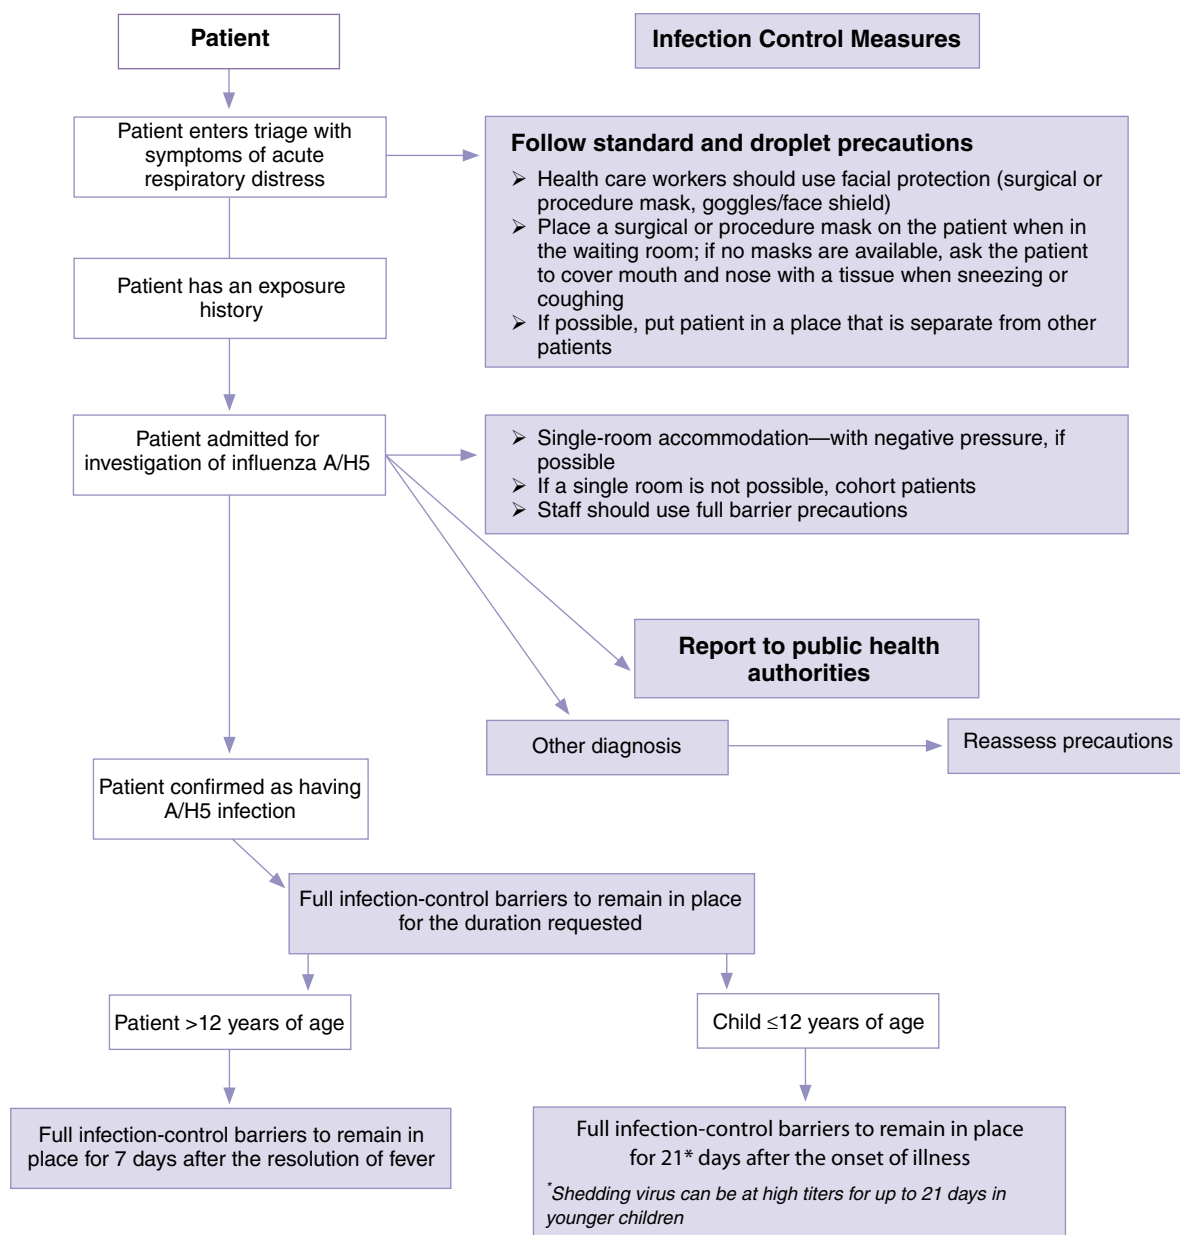 Patient
Infection Control Measures
Patient enters triage with
symptoms of acute
respiratory distress
Follow standard and droplet precautions
➢ Health care workers should use facial protection (surgical or
procedure mask, goggles/face shield)
➢ Place a surgical or procedure mask on the patient when in
the waiting room; if no masks are available, ask the patient
to cover mouth and nose with a tissue when sneezing or
coughing
➢ If possible, put patient in a place that is separate from other
patients
Patient has an exposure
history
Patient admitted for
investigation of influenza A/H5
➢ Single-room accommodation—with negative pressure, if
possible
➢ If a single room is not possible, cohort patients
➢ Staff should use full barrier precautions
Report to public health
authorities
Other diagnosis
Reassess precautions
Patient confirmed as having
A/H5 infection
Full infection-control barriers to remain in place
for the duration requested
Patient >12 years of age
Child ≤12 years of age
Full infection-control barriers to remain in
place for 7 days after the resolution of fever
Full infection-control barriers to remain in place
for 21* days after the onset of illness
*Shedding virus can be at high titers for up to 21 days in
younger children